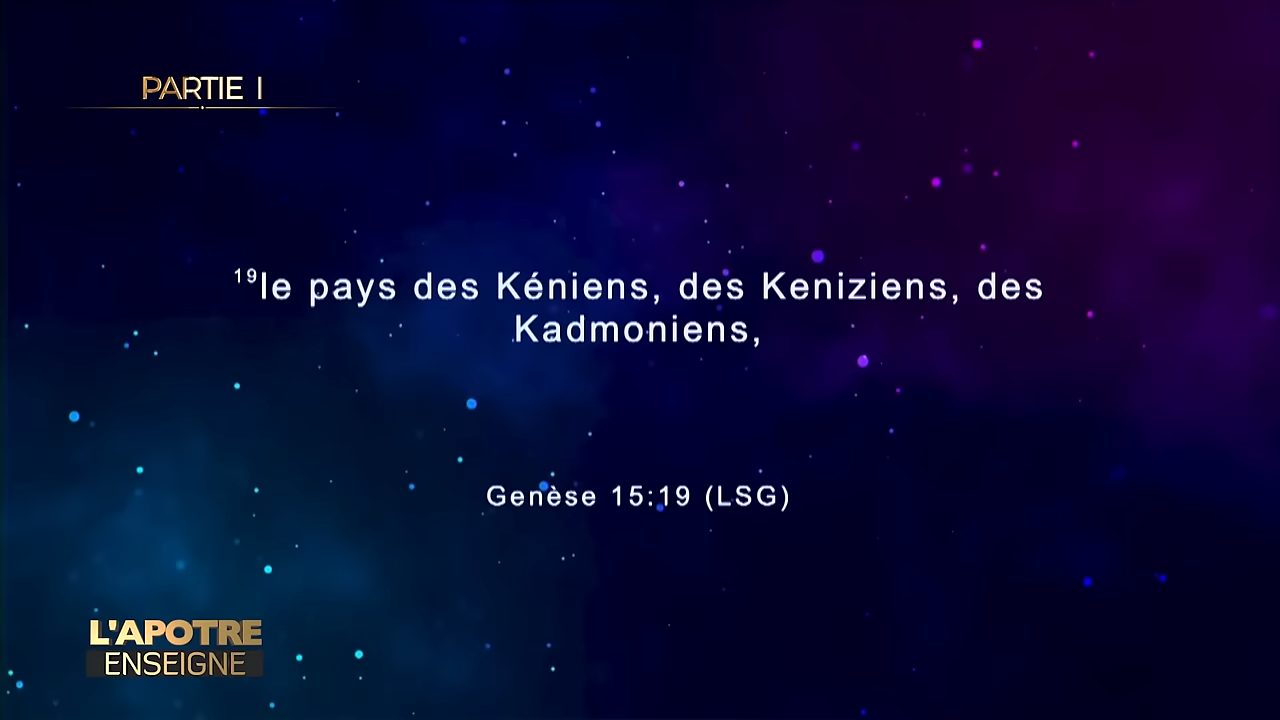 PARTIE I
19le pays des Kéniens, des Keniziens, des
Kadmoniens,
Genèse 15:19 (LSG)
L'APOTRE
ENSEIGNE